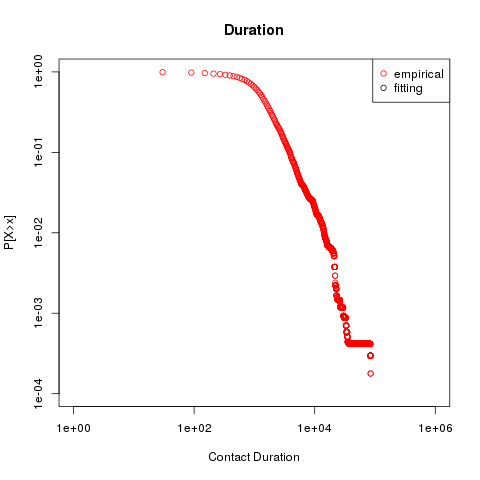 Duration
empirical
fitting
P[X>x]
1e+00
1e-01
1e-02
1e-03
1e-04
1e+00 1e+02 1e+04 1e+06
Contact Duration